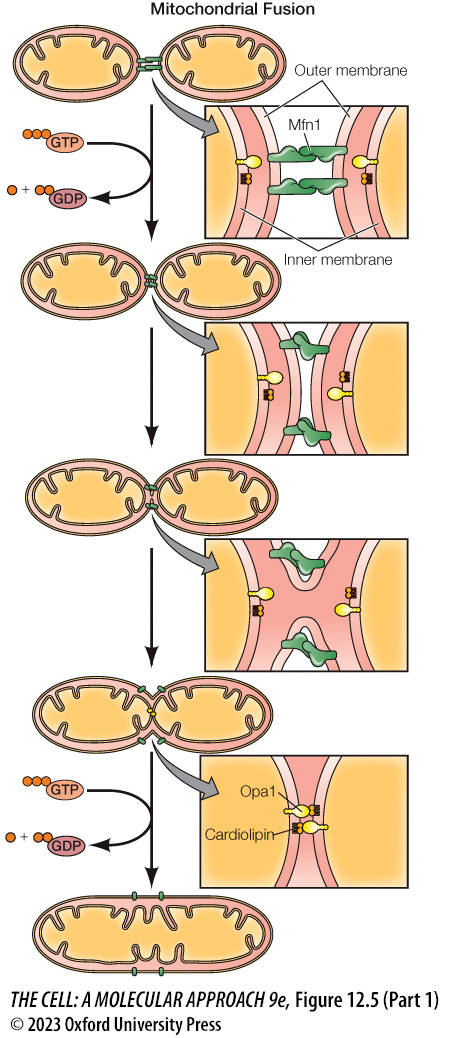 Mitochondrial Fusion
Outer membrane
Mfn1
GTP
+ GDP
Inner membrane
GTP
Opa1
+ GDP
Cardiolipin
THE CELL: A MOLECULAR APPROACH 9e, Figure 12.5 (Part 1)
© 2023 Oxford University Press